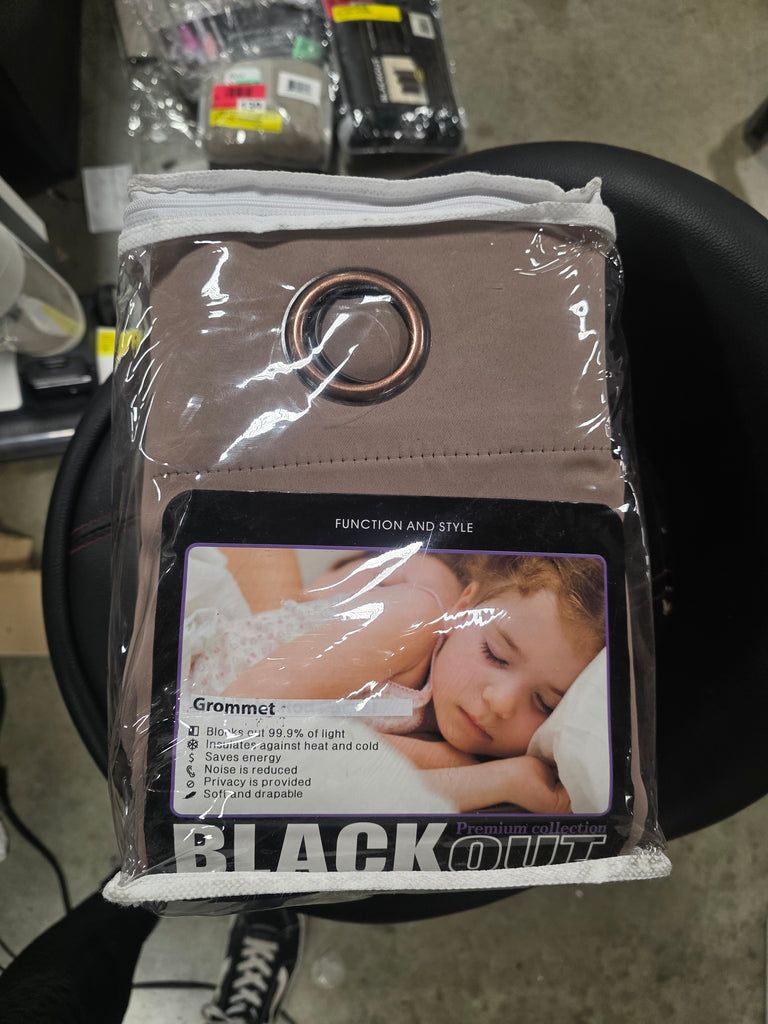 FUNCTION AND STYLE
Grommet
Blocks out 99.9% of light
Insulates against heat and cold
Saves energy
Noise is reduced
Privacy is provided
Soft and drapable
Premium collection
BLACKOUT